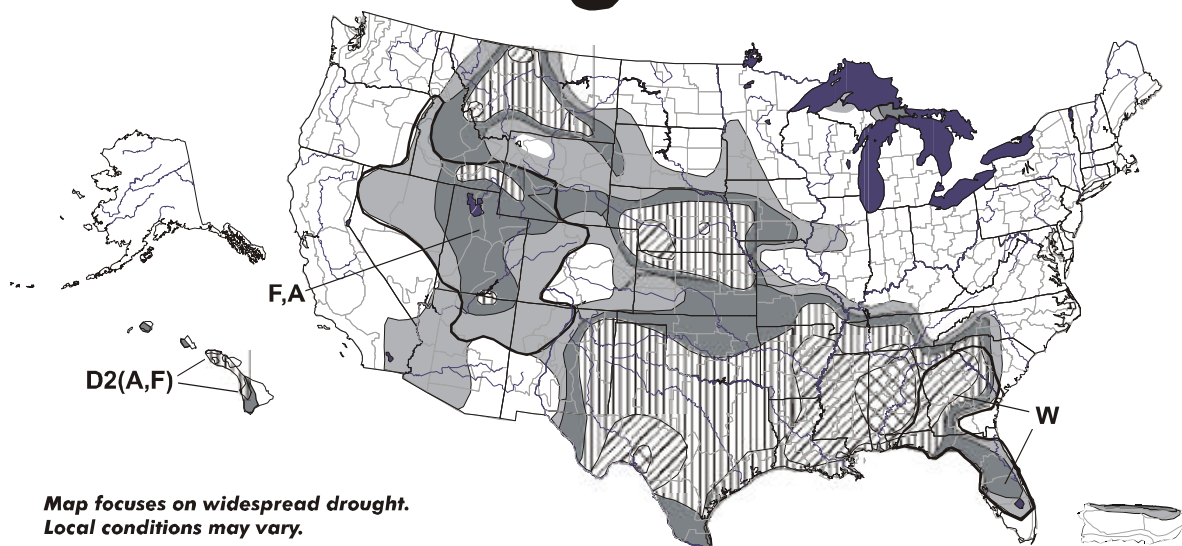 F,A
D2(A,F)
W
Map focuses on widespread drought.
Local conditions may vary.